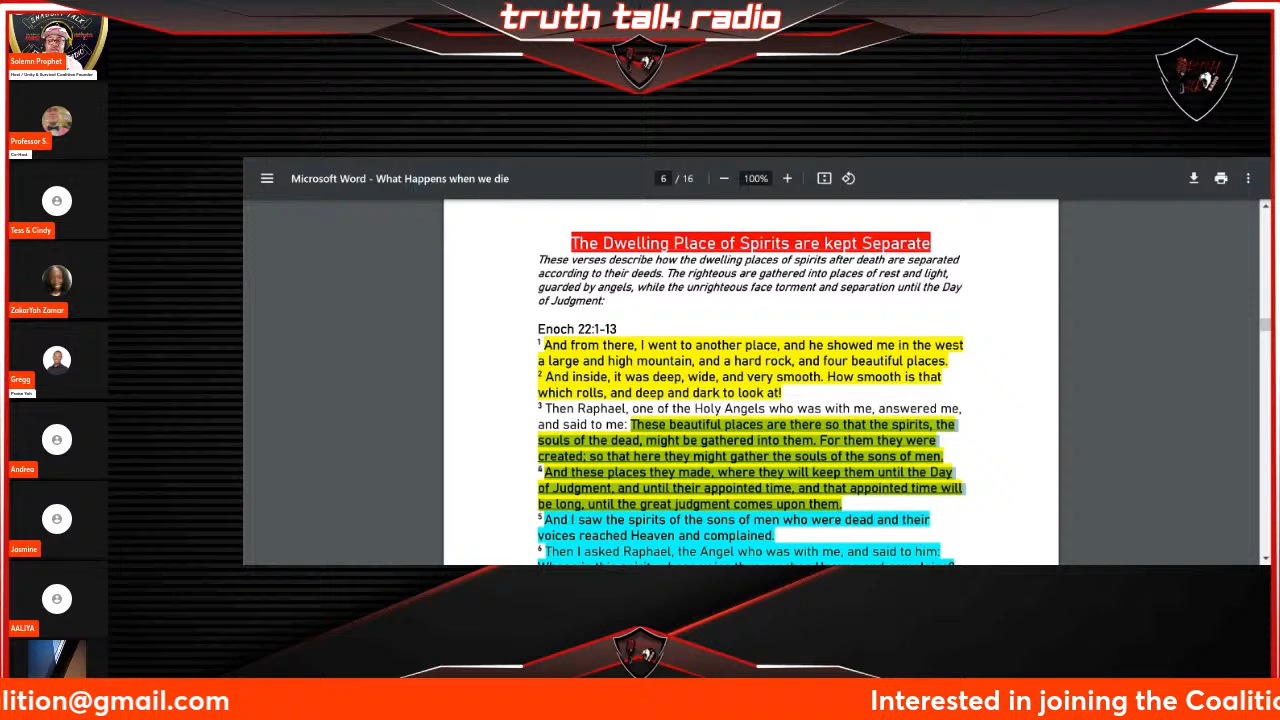 truth talk radio
Solemn Prophet
Host / Unity & Survival Coalition Founder
Professor S.
Co-Host
Tess & Cindy
ZakarYah Zamar
Gregg
Praise Yah
Andrea
Jasmine
AALIYA
Microsoft Word - What Happens when we die
6 / 16
100%
The Dwelling Place of Spirits are kept Separate
These verses describe how the dwelling places of spirits after death are separated
according to their deeds. The righteous are gathered into places of rest and light,
guarded by angels, while the unrighteous face torment and separation until the Day
of Judgment:
Enoch 22:1-13
1 And from there, I went to another place, and he showed me in the west
a large and high mountain, and a hard rock, and four beautiful places.
2 And inside, it was deep, wide, and very smooth. How smooth is that
which rolls, and deep and dark to look at!
3 Then Raphael, one of the Holy Angels who was with me, answered me,
and said to me: These beautiful places are there so that the spirits, the
souls of the dead, might be gathered into them. For them they were
created; so that here they might gather the souls of the sons of men.
4 And these places they made, where they will keep them until the Day
of Judgment, and until their appointed time, and that appointed time will
be long, until the great judgment comes upon them.
5 And I saw the spirits of the sons of men who were dead and their
voices reached Heaven and complained.
6 Then I asked Raphael, the Angel who was with me, and said to him:
lition@gmail.com
Interested in joining the Coalitio